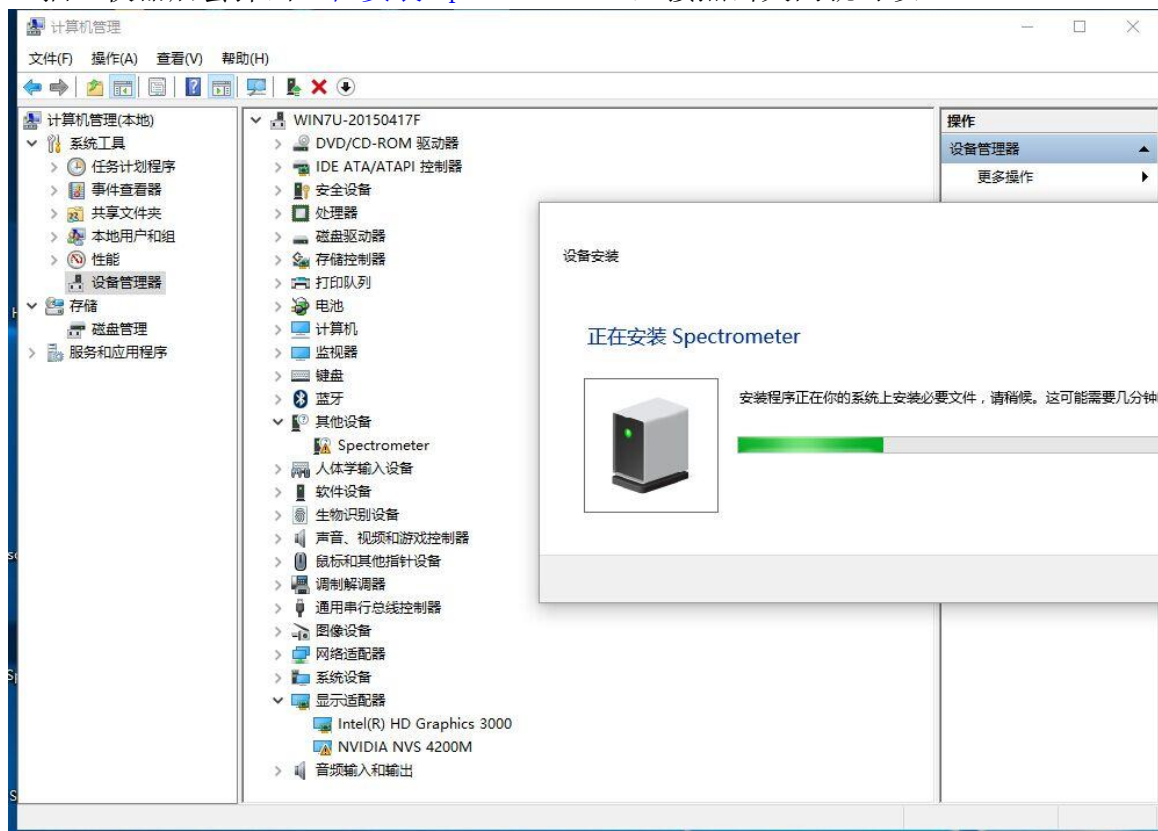 计算机管理
文件(F) 操作(A) 查看(V) 帮助(H)
计算机管理(本地)
系统工具
任务计划程序
事件查看器
共享文件夹
本地用户和组
性能
设备管理器
存储
磁盘管理
服务和应用程序
WIN7U-20150417F
DVD/CD-ROM 驱动器
IDE ATA/ATAPI 控制器
安全设备
处理器
磁盘驱动器
存储控制器
打印队列
电池
计算机
监视器
键盘
蓝牙
其他设备
Spectrometer
人体学输入设备
软件设备
生物识别设备
声音、视频和游戏控制器
鼠标和其他指针设备
调制解调器
通用串行总线控制器
图像设备
网络适配器
系统设备
显示适配器
Intel(R) HD Graphics 3000
NVIDIA NVS 4200M
音频输入和输出
操作
设备管理器
更多操作
设备安装
正在安装 Spectrometer
安装程序正在你的系统上安装必要文件，请稍候。这可能需要几分钟